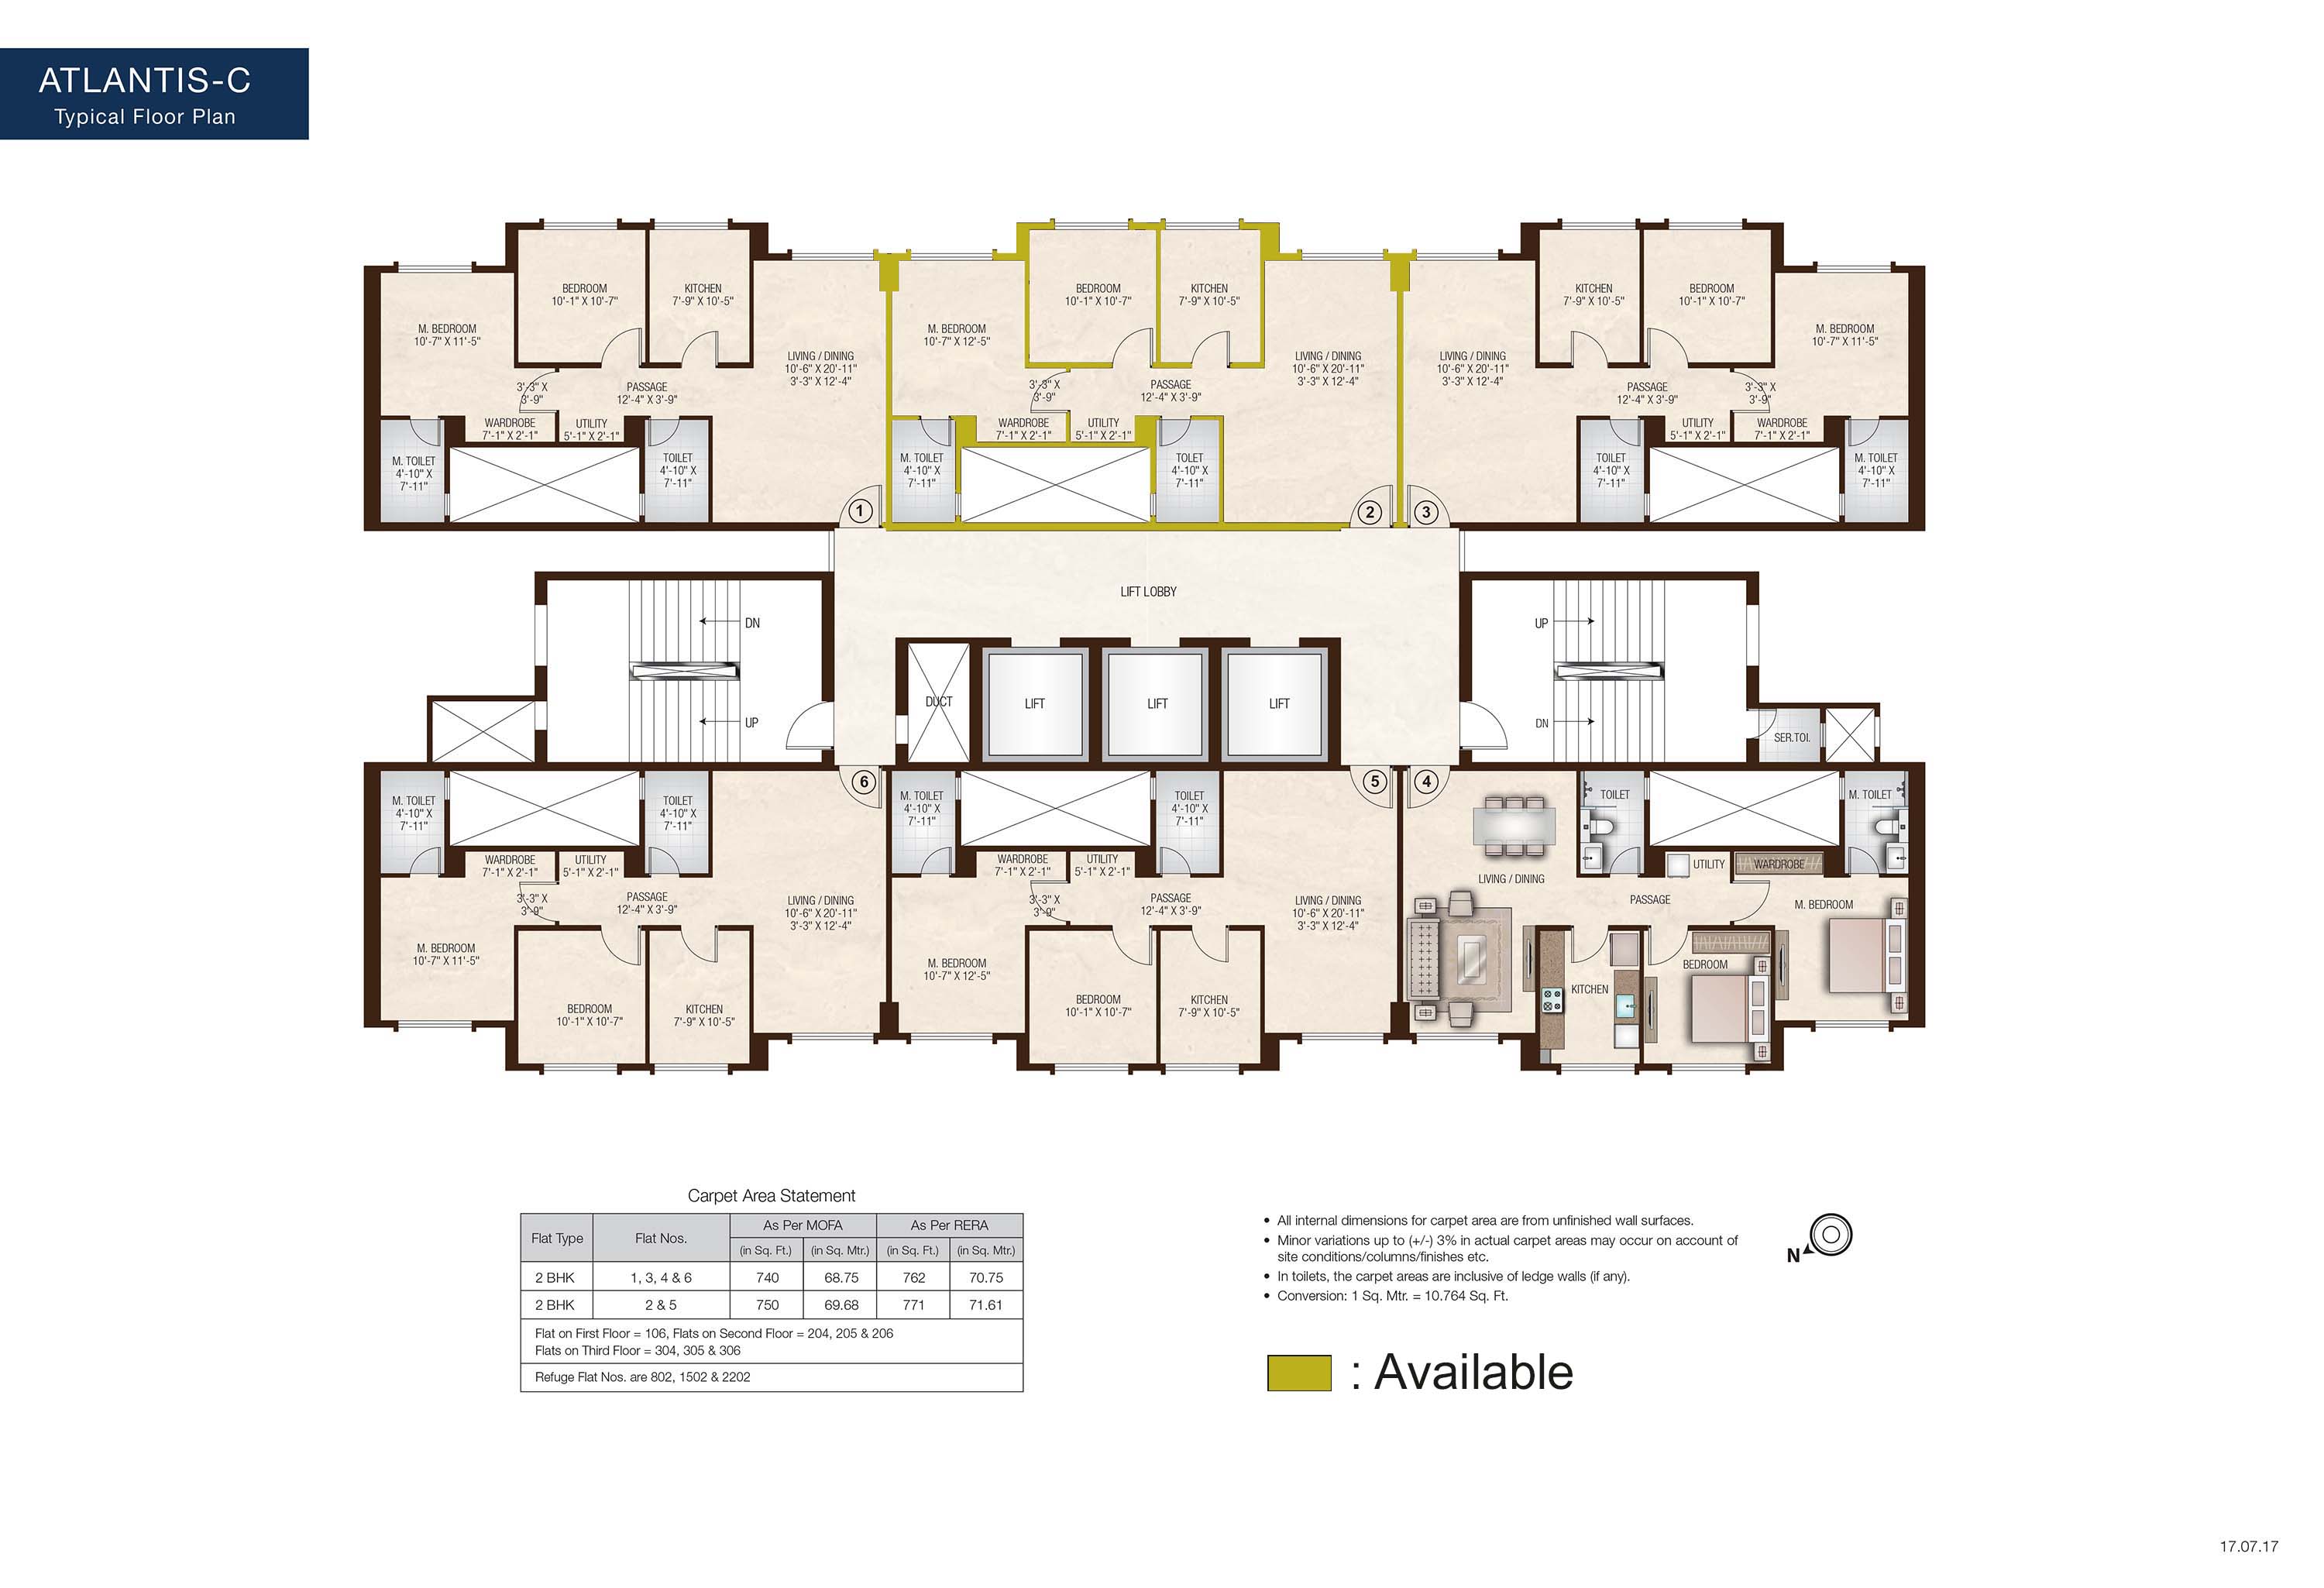 ATLANTIS-C
Typical Floor Plan
BEDROOM
10'-1" X 10'-7"
KITCHEN
7'-9" X 10'-5"
M. BEDROOM
10'-7" X 11'-5"
LIVING / DINING
10'-6" X 20'-11"
3'-3" X 12'-4"
3'-3" X
3'-9"
PASSAGE
12'-4" X 3'-9"
WARDROBE
7'-1" X 2'-1"
UTILITY
5'-1" X 2'-1"
M. TOILET
4'-10" X
7'-11"
TOILET
4'-10" X
7'-11"
1
BEDROOM
10'-1" X 10'-7"
KITCHEN
7'-9" X 10'-5"
M. BEDROOM
10'-7" X 12'-5"
LIVING / DINING
10'-6" X 20'-11"
3'-3" X 12'-4"
3'-3" X
3'-9"
PASSAGE
12'-4" X 3'-9"
WARDROBE
7'-1" X 2'-1"
UTILITY
5'-1" X 2'-1"
M. TOILET
4'-10" X
7'-11"
TOILET
4'-10" X
7'-11"
2
KITCHEN
7'-9" X 10'-5"
BEDROOM
10'-1" X 10'-7"
LIVING / DINING
10'-6" X 20'-11"
3'-3" X 12'-4"
M. BEDROOM
10'-7" X 11'-5"
PASSAGE
12'-4" X 3'-9"
3'-3" X
3'-9"
UTILITY
5'-1" X 2'-1"
WARDROBE
7'-1" X 2'-1"
TOILET
4'-10" X
7'-11"
M. TOILET
4'-10" X
7'-11"
3
LIFT LOBBY
DN
UP
UP
DN
DUCT
LIFT
LIFT
LIFT
SER.TOI.
6
M. TOILET
4'-10" X
7'-11"
TOILET
4'-10" X
7'-11"
WARDROBE
7'-1" X 2'-1"
UTILITY
5'-1" X 2'-1"
3'-3" X
3'-9"
PASSAGE
12'-4" X 3'-9"
LIVING / DINING
10'-6" X 20'-11"
3'-3" X 12'-4"
M. BEDROOM
10'-7" X 11'-5"
BEDROOM
10'-1" X 10'-7"
KITCHEN
7'-9" X 10'-5"
5
M. TOILET
4'-10" X
7'-11"
TOILET
4'-10" X
7'-11"
WARDROBE
7'-1" X 2'-1"
UTILITY
5'-1" X 2'-1"
3'-3" X
3'-9"
PASSAGE
12'-4" X 3'-9"
LIVING / DINING
10'-6" X 20'-11"
3'-3" X 12'-4"
M. BEDROOM
10'-7" X 12'-5"
BEDROOM
10'-1" X 10'-7"
KITCHEN
7'-9" X 10'-5"
4
TOILET
M. TOILET
UTILITY
WARDROBE
LIVING / DINING
PASSAGE
M. BEDROOM
BEDROOM
KITCHEN
Carpet Area Statement
Flat Type Flat Nos. As Per MOFA As Per RERA
(in Sq. Ft.) (in Sq. Mtr.) (in Sq. Ft.) (in Sq. Mtr.)
2 BHK 1, 3, 4 & 6 740 68.75 762 70.75
2 BHK 2 & 5 750 69.68 771 71.61
Flat on First Floor = 106, Flats on Second Floor = 204, 205 & 206
Flats on Third Floor = 304, 305 & 306
Refuge Flat Nos. are 802, 1502 & 2202
• All internal dimensions for carpet area are from unfinished wall surfaces.
• Minor variations up to (+/-) 3% in actual carpet areas may occur on account of
site conditions/columns/finishes etc.
• In toilets, the carpet areas are inclusive of ledge walls (if any).
• Conversion: 1 Sq. Mtr. = 10.764 Sq. Ft.
N
: Available
17.07.17